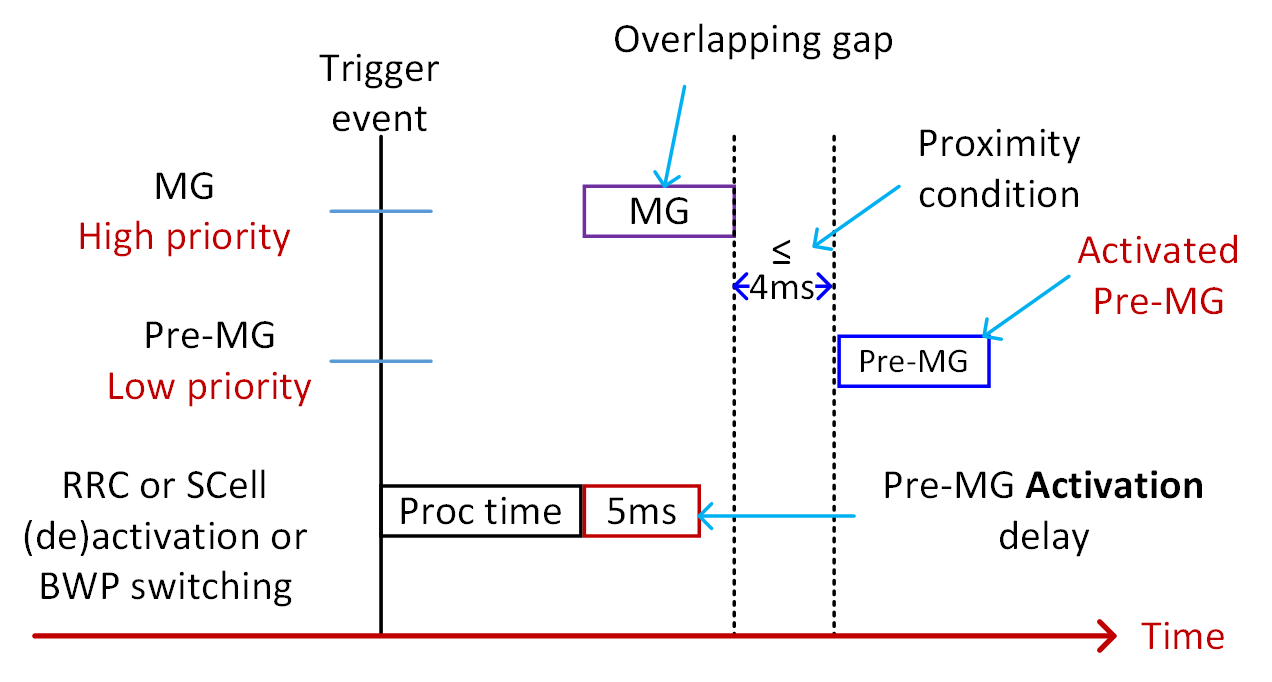 Overlapping gap
Trigger
event
Proximity
condition
MG
High priority
MG
≤
4ms
Activated
Pre-MG
Pre-MG
Low priority
Pre-MG
RRC or SCell
(de)activation or
BWP switching
Proc time
5ms
Pre-MG Activation
delay
Time